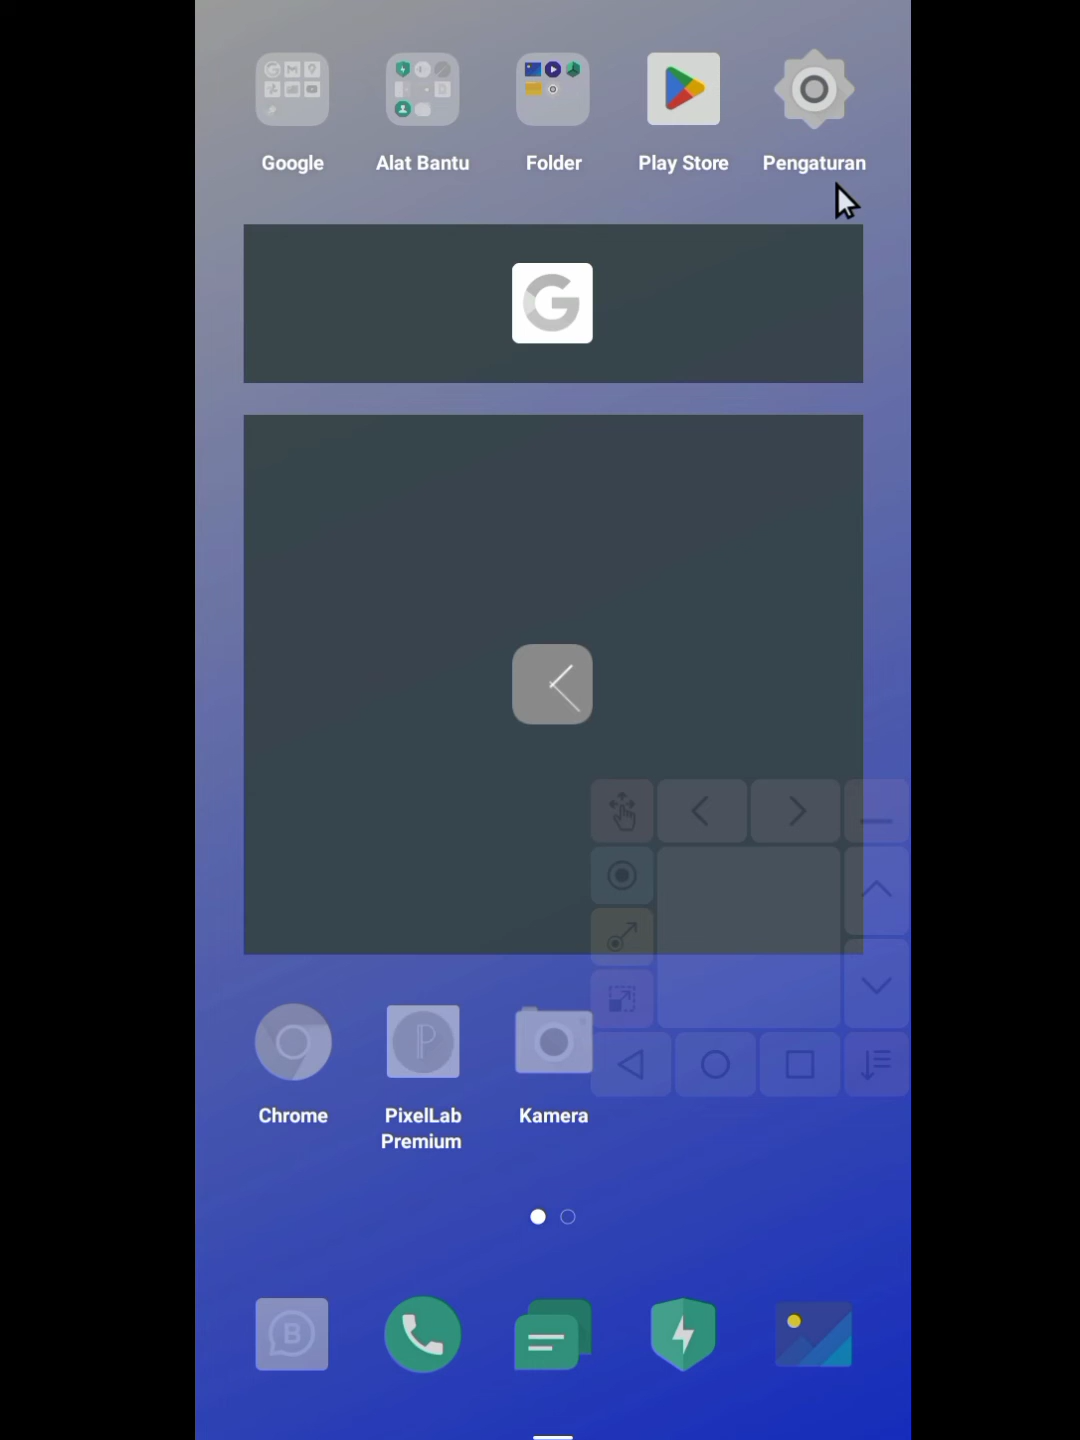 Google
Alat Bantu
Folder
Play Store
Pengaturan
G
Chrome
PixelLab
Premium
Kamera
P
B